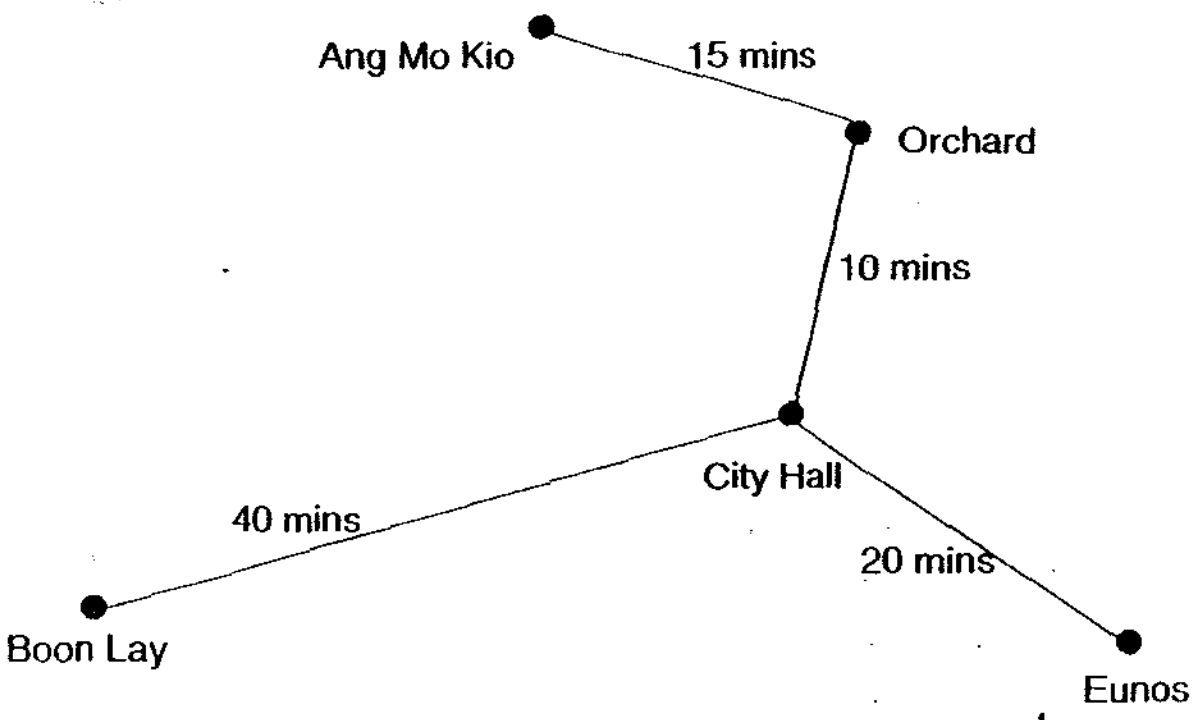 Ang Mo Kio
15 mins
Orchard
10 mins
City Hall
40 mins
20 mins
Boon Lay
Eunos